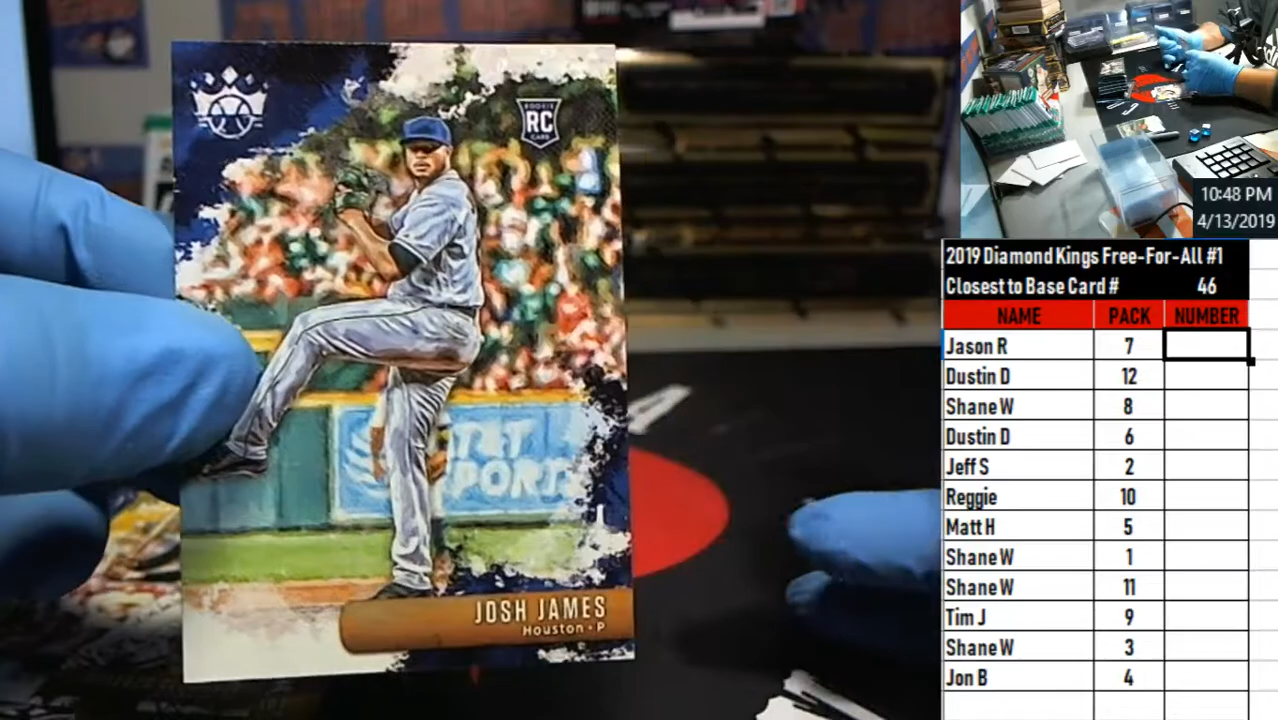 ROOKIE
RC
CARD
AT&T
SPORT
JOSH JAMES
Houston • P
10:48 PM
4/13/2019
2019 Diamond Kings Free-For-All #1
Closest to Base Card # 46
NAME PACK NUMBER
Jason R 7
Dustin D 12
Shane W 8
Dustin D 6
Jeff S 2
Reggie 10
Matt H 5
Shane W 1
Shane W 11
Tim J 9
Shane W 3
Jon B 4